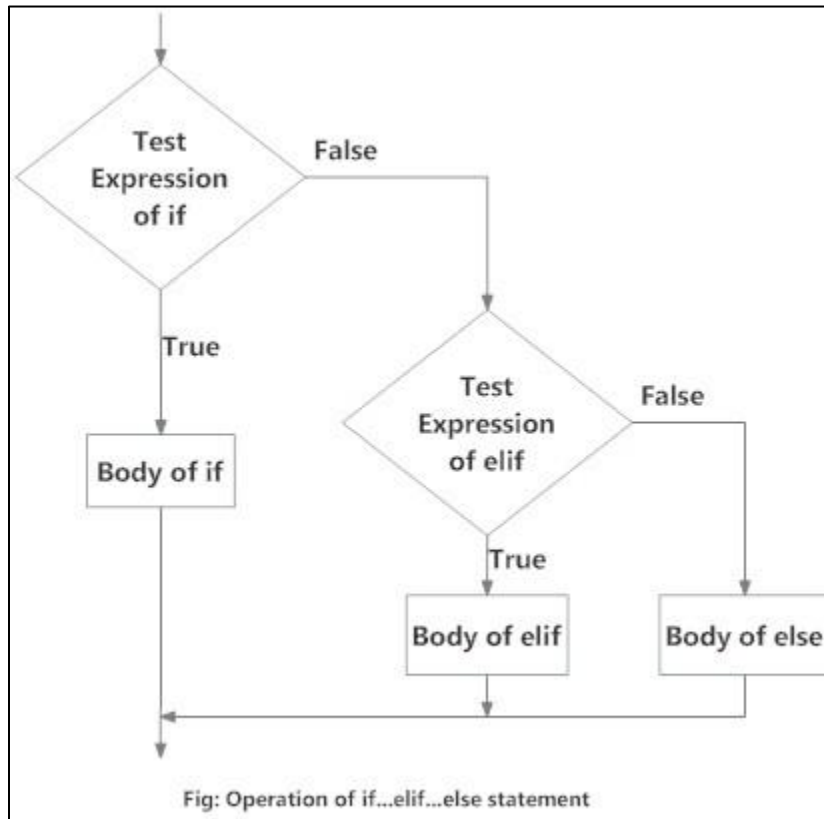 Test
Expression
of if
False
True
Body of if
Test
Expression
of elif
False
True
Body of elif
Body of else
Fig: Operation of if...elif...else statement